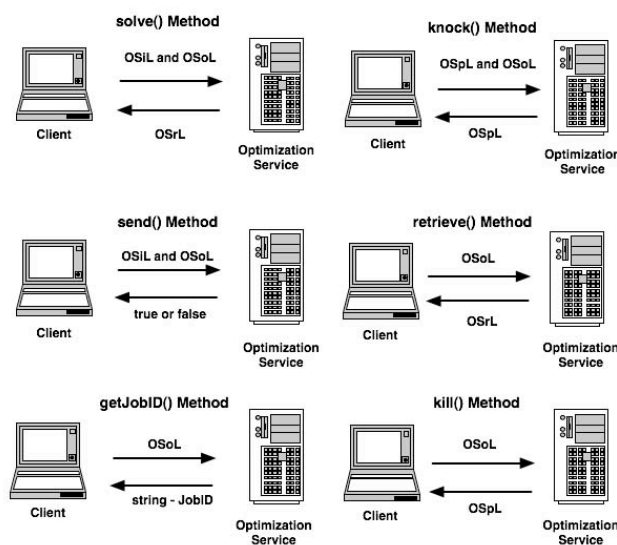 solve() Method
OSiL and OSoL
OSrL
Client
Optimization
Service
knock() Method
OSpL and OSoL
OSpL
Client
Optimization
Service
send() Method
OSiL and OSoL
true or false
Client
Optimization
Service
retrieve() Method
OSoL
OSrL
Client
Optimization
Service
getJobID() Method
OSoL
string - JobID
Client
Optimization
Service
kill() Method
OSoL
OSpL
Client
Optimization
Service